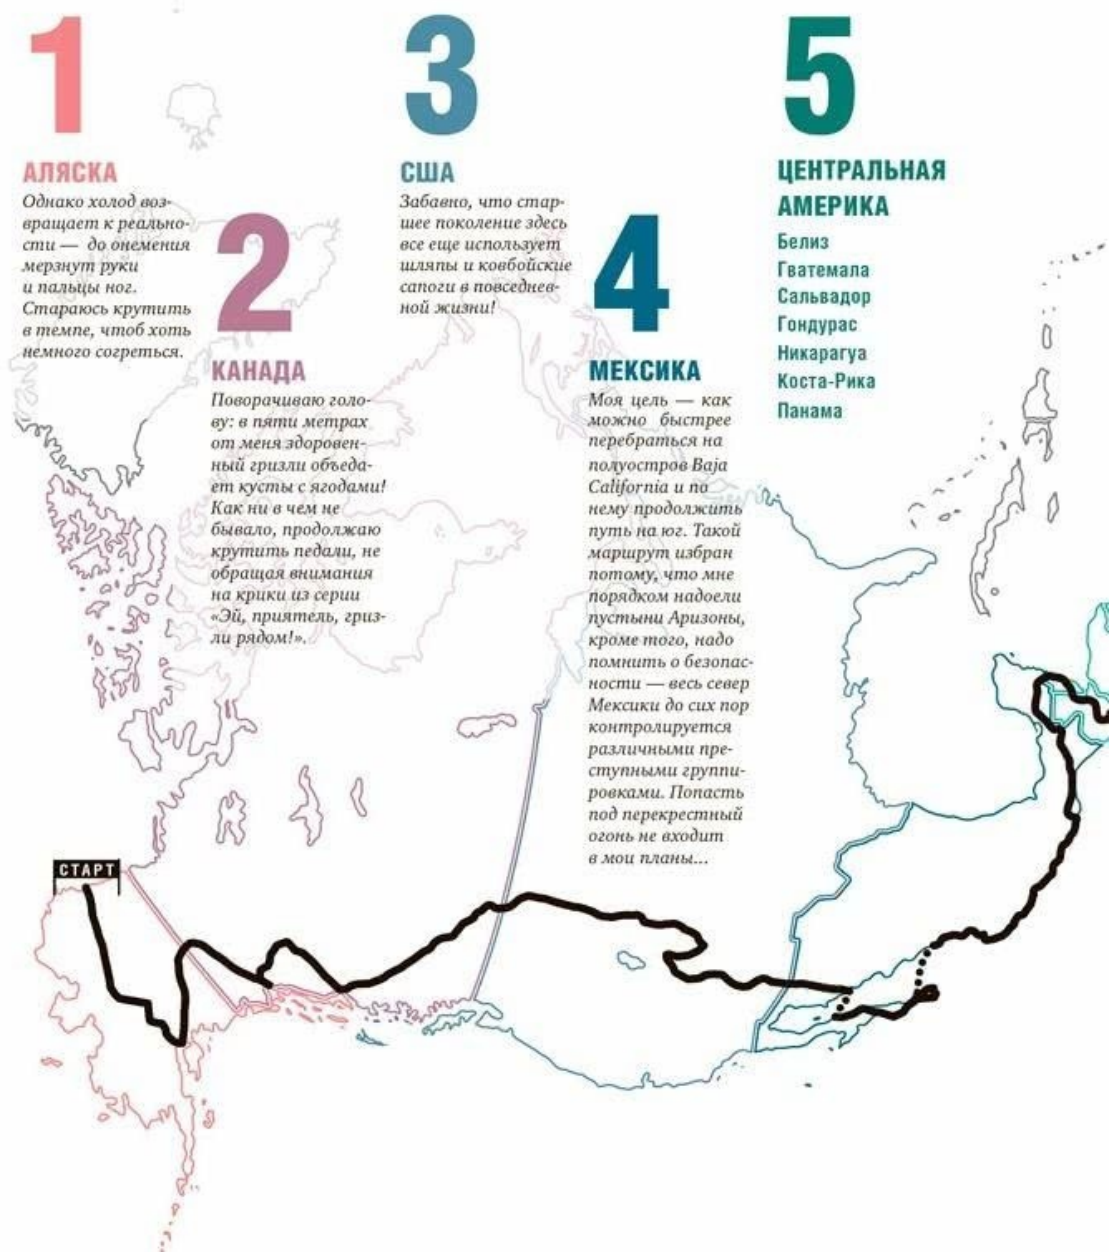 1
АЛЯСКА
Однако холод воз-
вращает к реально-
сти — до онемения
мерзнут руки
и пальцы ног.
Стараюсь крутить
в темпе, чтоб хоть
немного согреться.
2
КАНАДА
Поворачиваю голо-
ву: в пяти метрах
от меня здоровен-
ный гризли объеда-
ет кусты с ягодами!
Как ни в чем не
бывало, продолжаю
крутить педали, не
обращая внимания
на крики из серии
«Эй, приятель, гриз-
ли рядом!».
3
США
Забавно, что стар-
шее поколение здесь
все еще использует
шляпы и ковбойские
сапоги в повседнев-
ной жизни!
4
МЕКСИКА
Моя цель — как
можно быстрее
перебраться на
полуостров Baja
California и по
нему продолжить
путь на юг. Такой
маршрут избран
потому, что мне
порядком надоели
пустыни Аризоны,
кроме того, надо
помнить о безопас-
ности — весь север
Мексики до сих пор
контролируется
различными пре-
ступными группи-
ровками. Попасть
под перекрестный
огонь не входит
в мои планы...
5
ЦЕНТРАЛЬНАЯ
АМЕРИКА
Белиз
Гватемала
Сальвадор
Гондурас
Никарагуа
Коста-Рика
Панама
СТАРТ